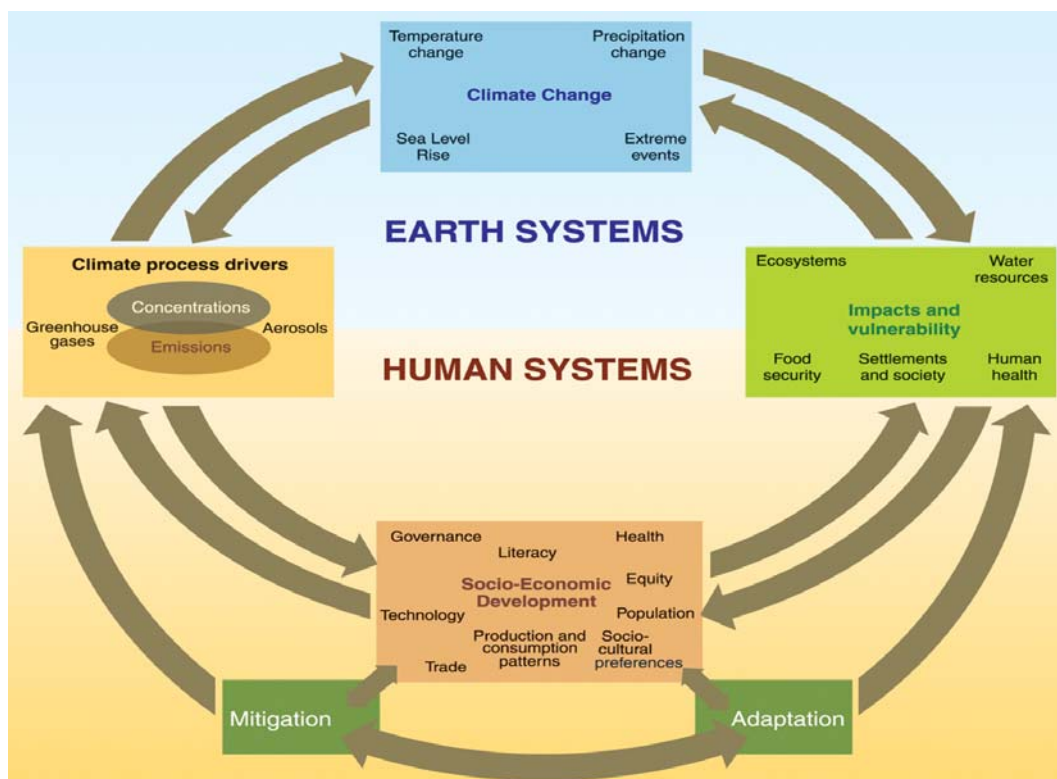 Temperature
change
Precipitation
change
Climate Change
Sea Level
Rise
Extreme
events
EARTH SYSTEMS
Climate process drivers
Concentrations
Greenhouse
gases
Aerosols
Emissions
Ecosystems
Water
resources
Impacts and
vulnerability
Food
security
Settlements
and society
Human
health
HUMAN SYSTEMS
Governance
Literacy
Health
Socio-Economic
Development
Equity
Technology
Population
Production and
consumption
patterns
Socio-
cultural
preferences
Trade
Mitigation
Adaptation